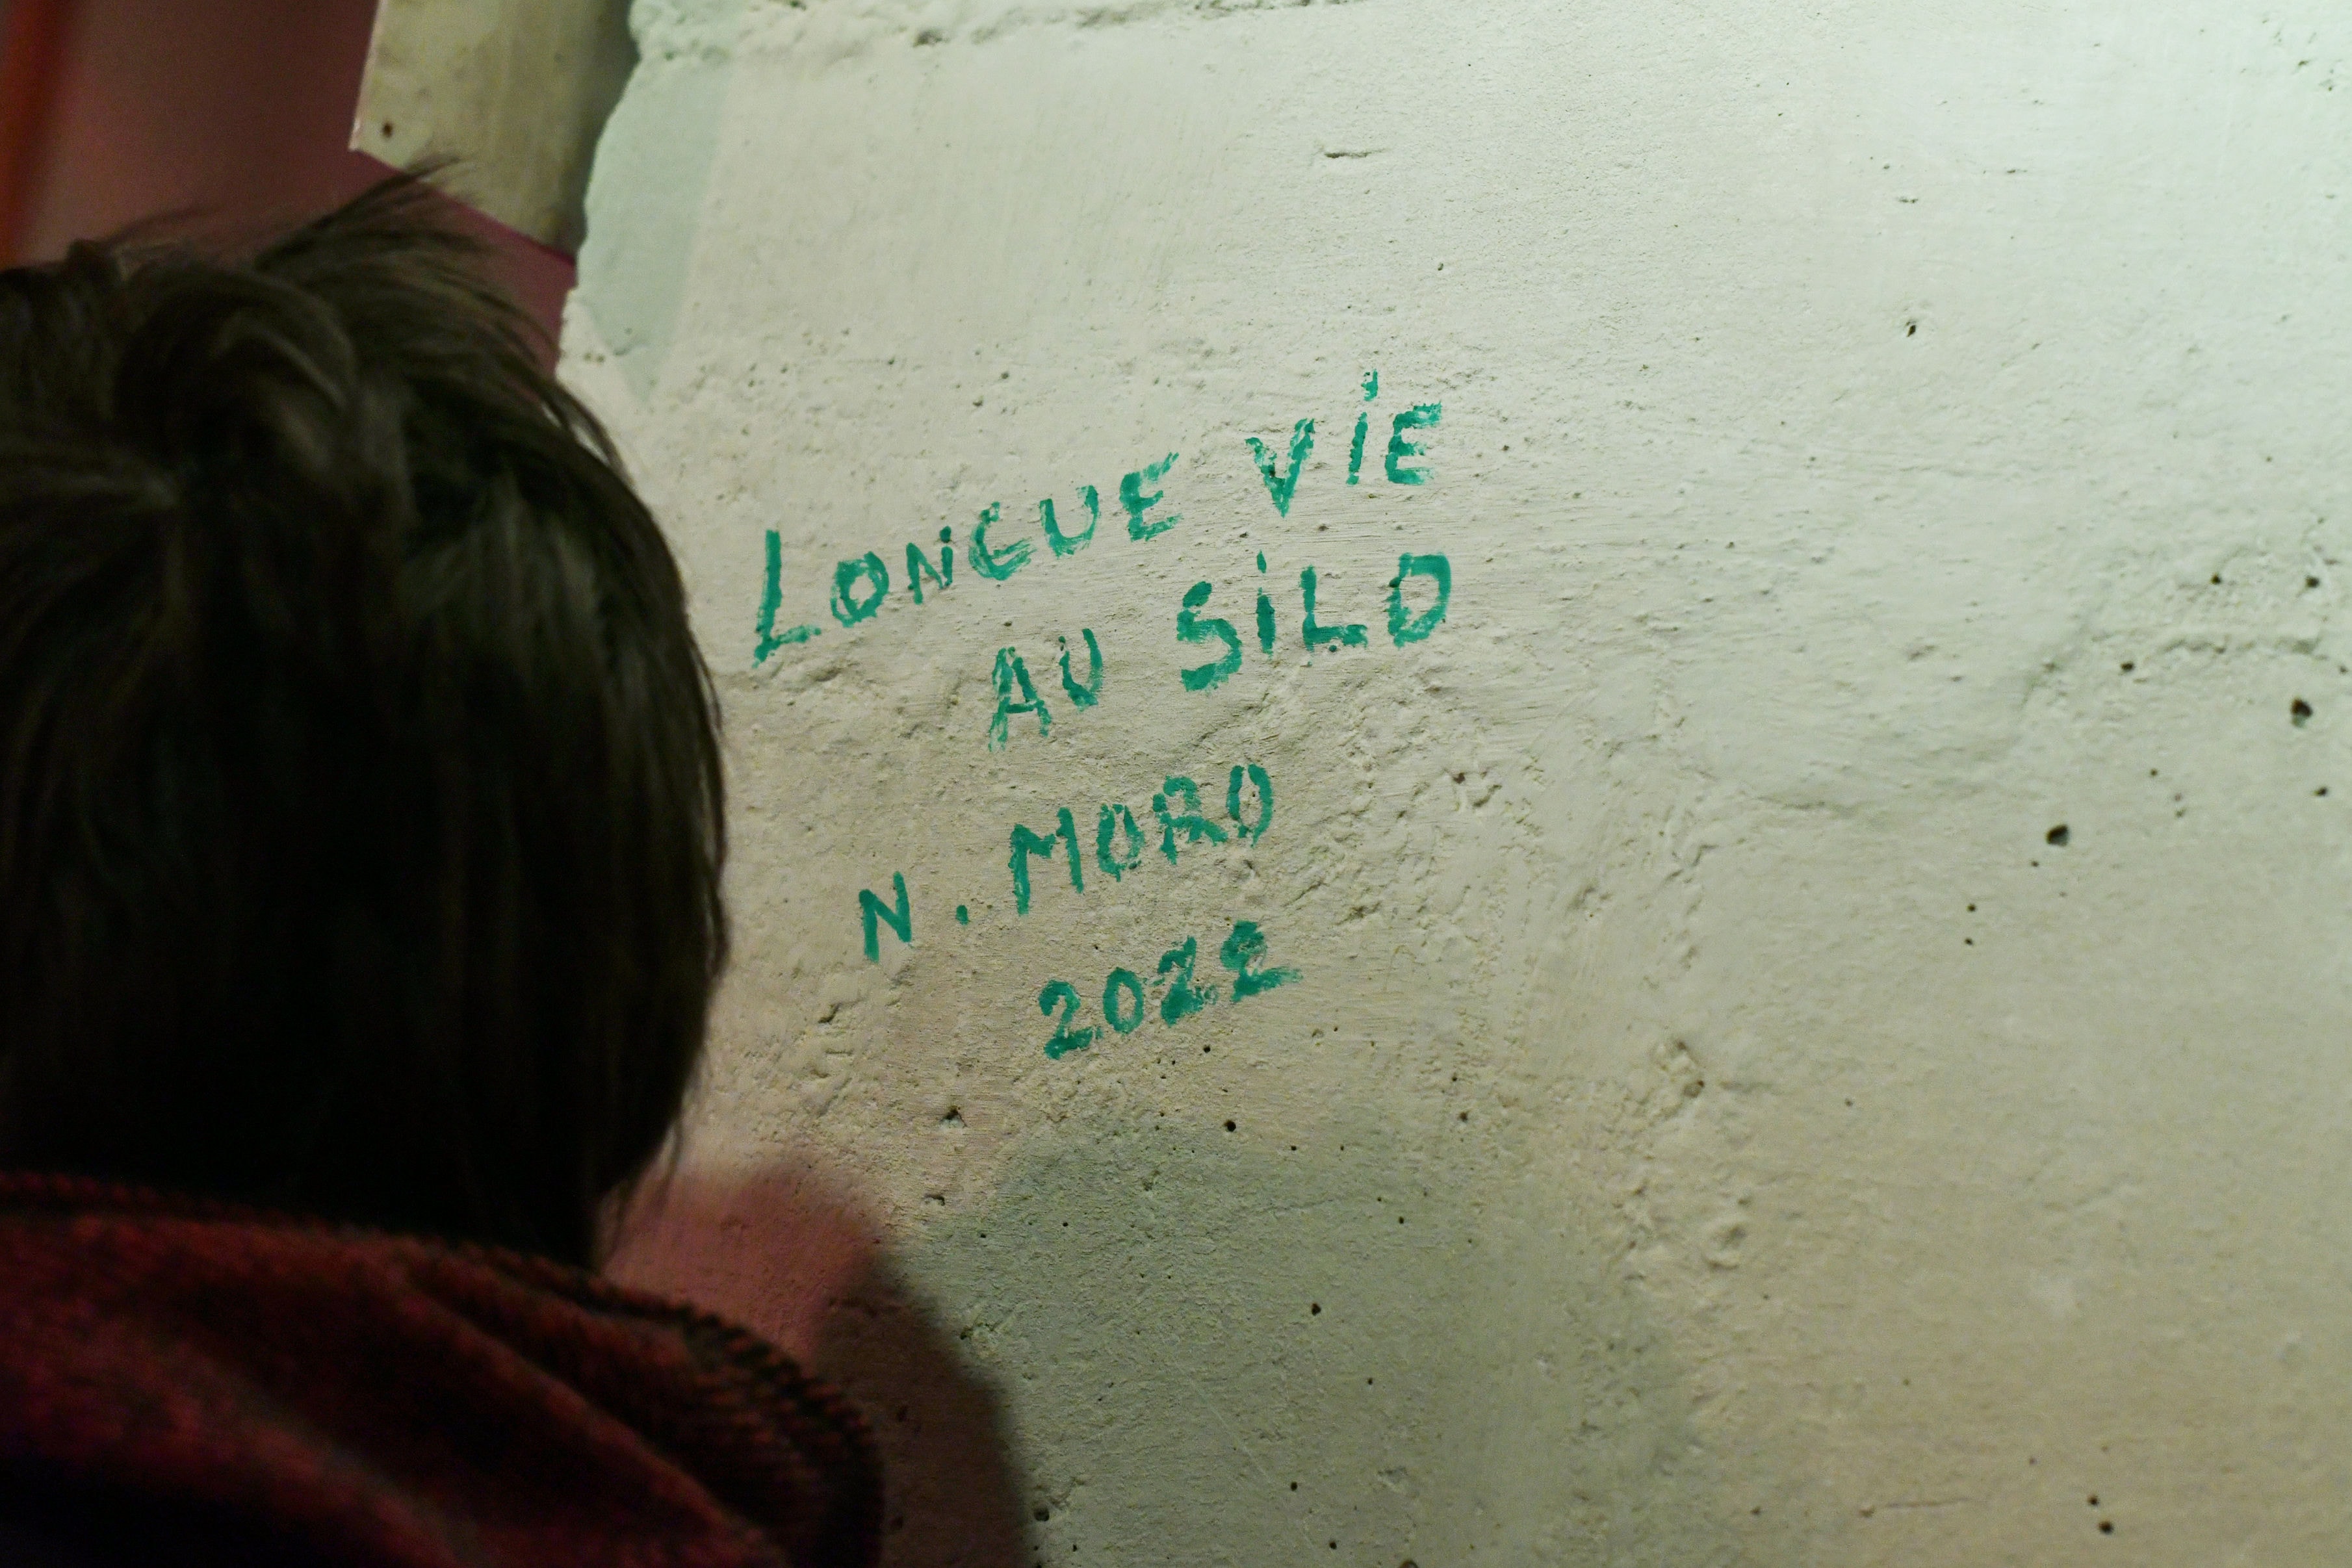 LONGUE ViE
AU SiLO
N. MORO
2022